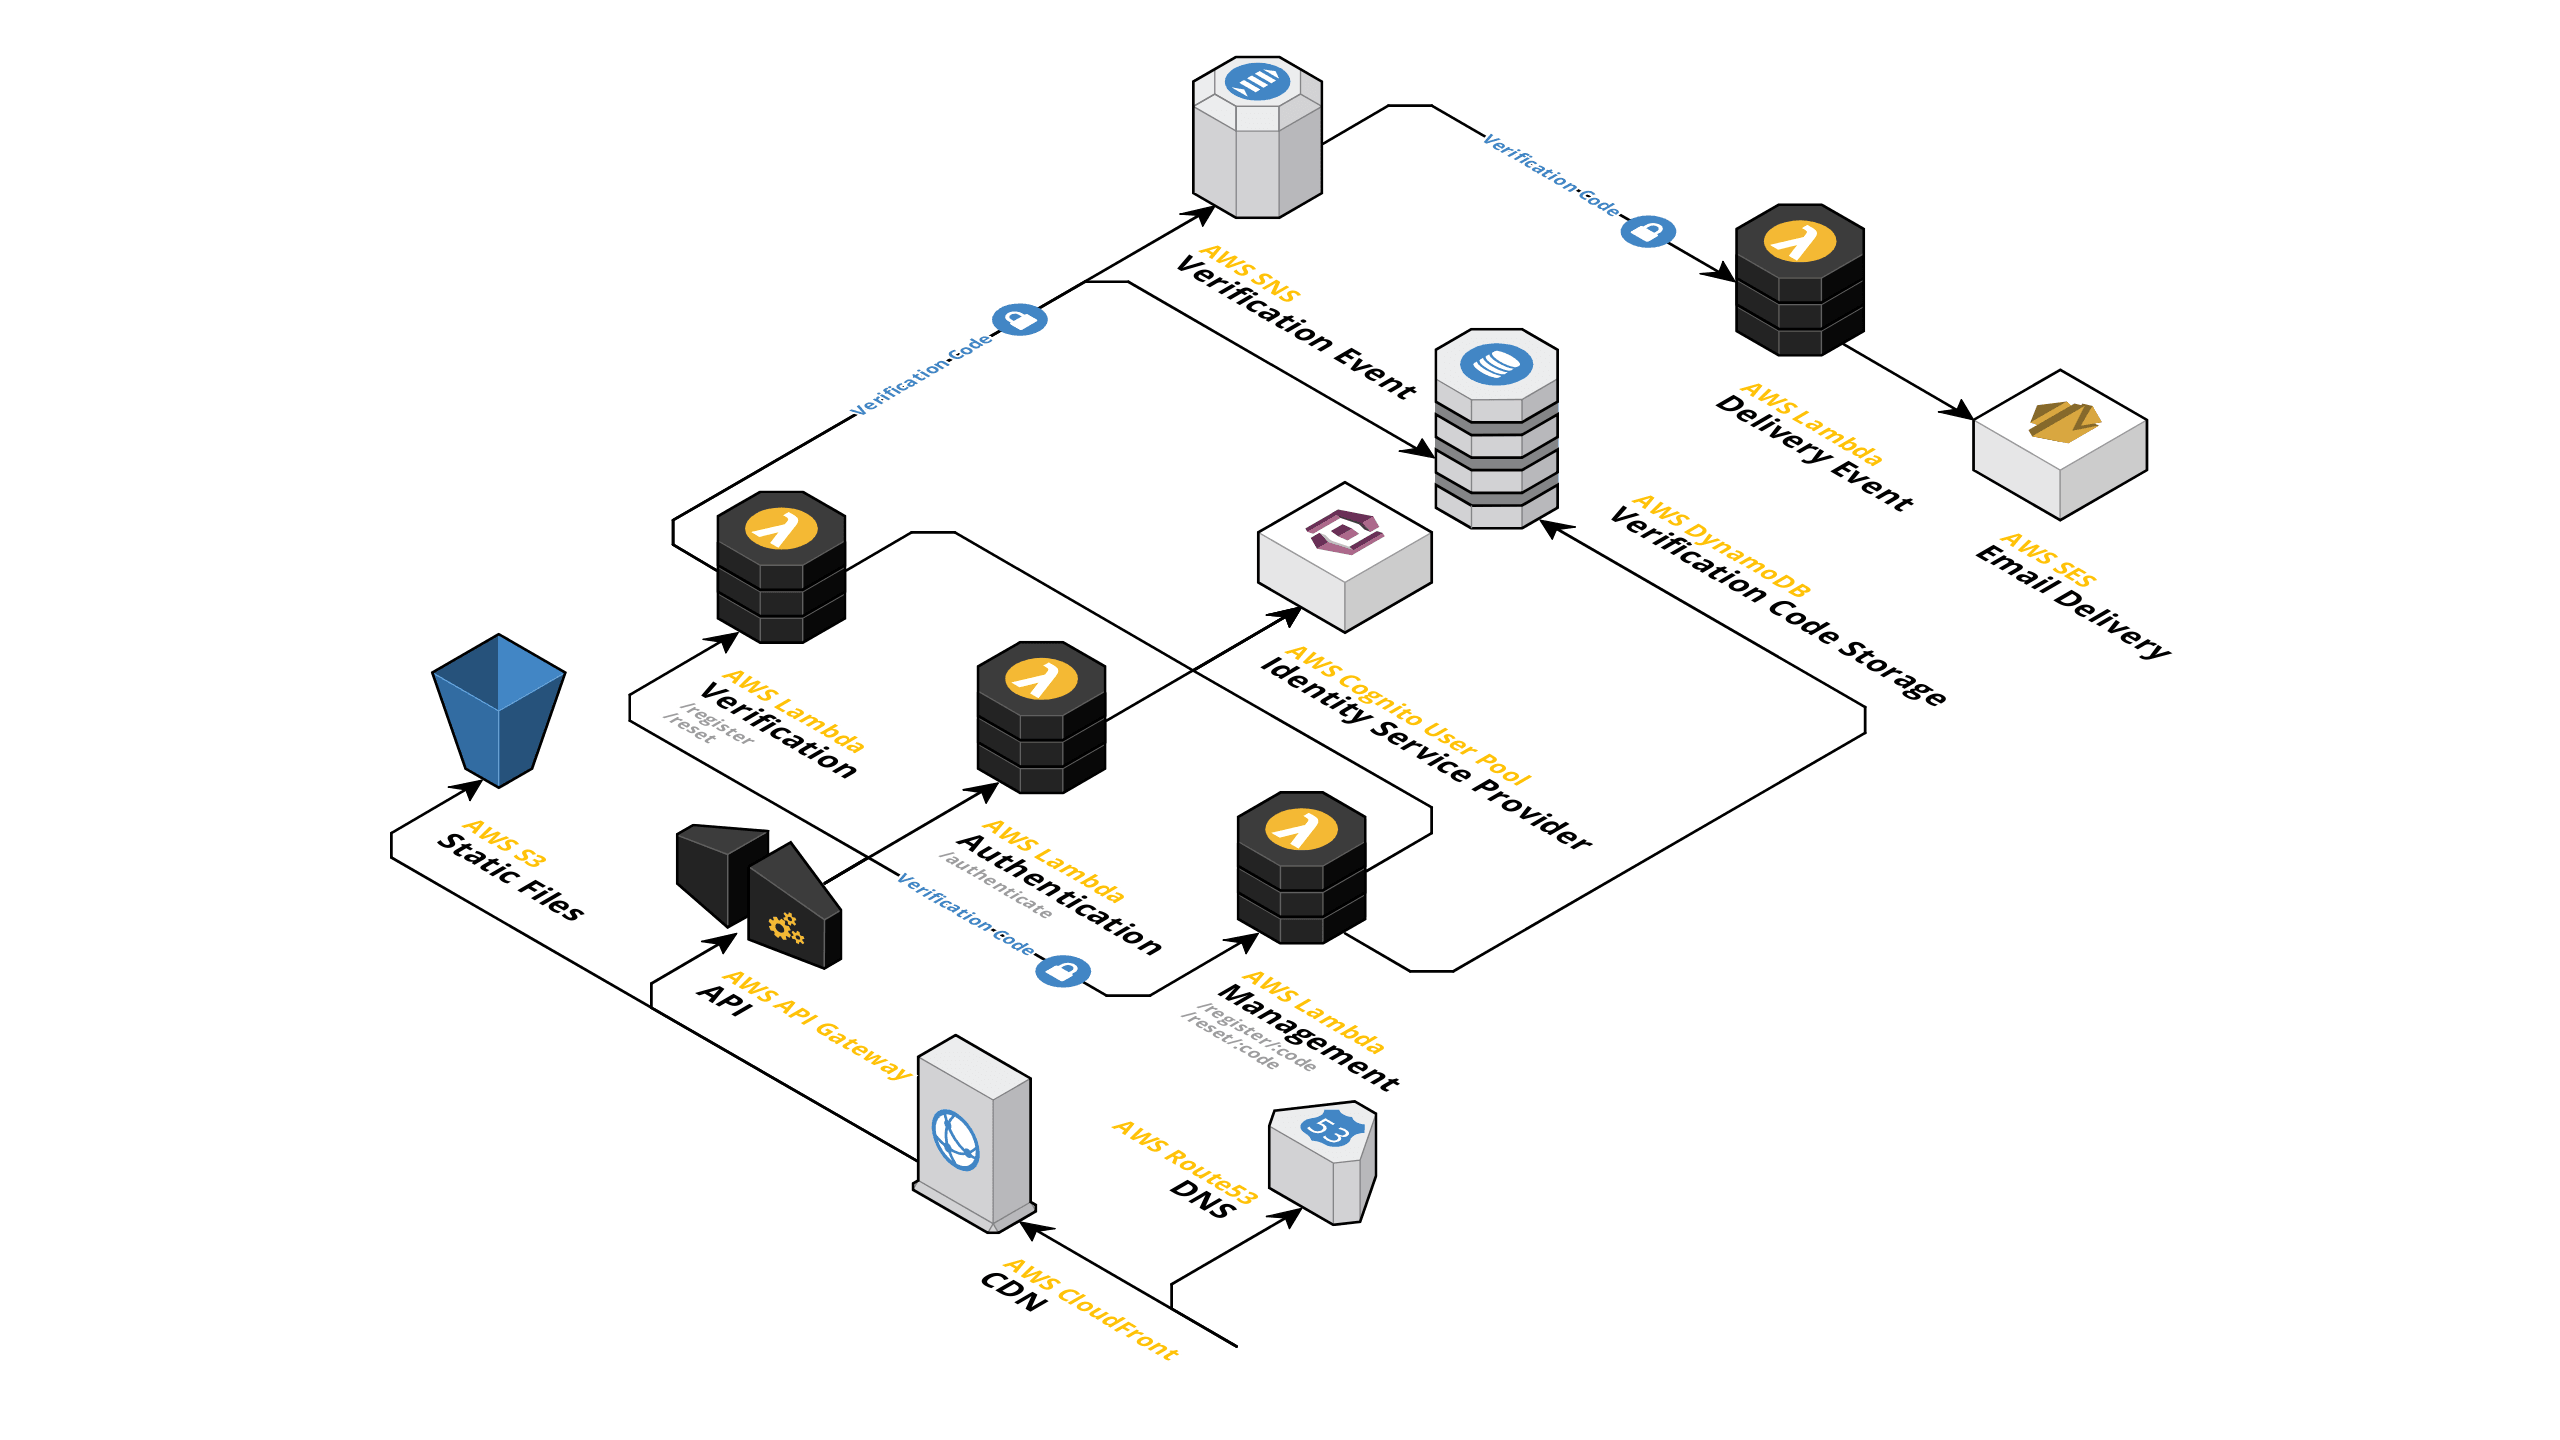 Verification Code
AWS SNS
Verification Event
Verification Code
AWS Lambda
Delivery Event
AWS SES
Email Delivery
AWS DynamoDB
Verification Code Storage
AWS Cognito User Pool
Identity Service Provider
AWS Lambda
Verification
/register
/reset
AWS Lambda
Authentication
/authenticate
AWS S3
Static Files
Verification Code
AWS API Gateway
API
AWS Lambda
Management
/register/:code
/reset/:code
53
AWS Route53
DNS
AWS CloudFront
CDN